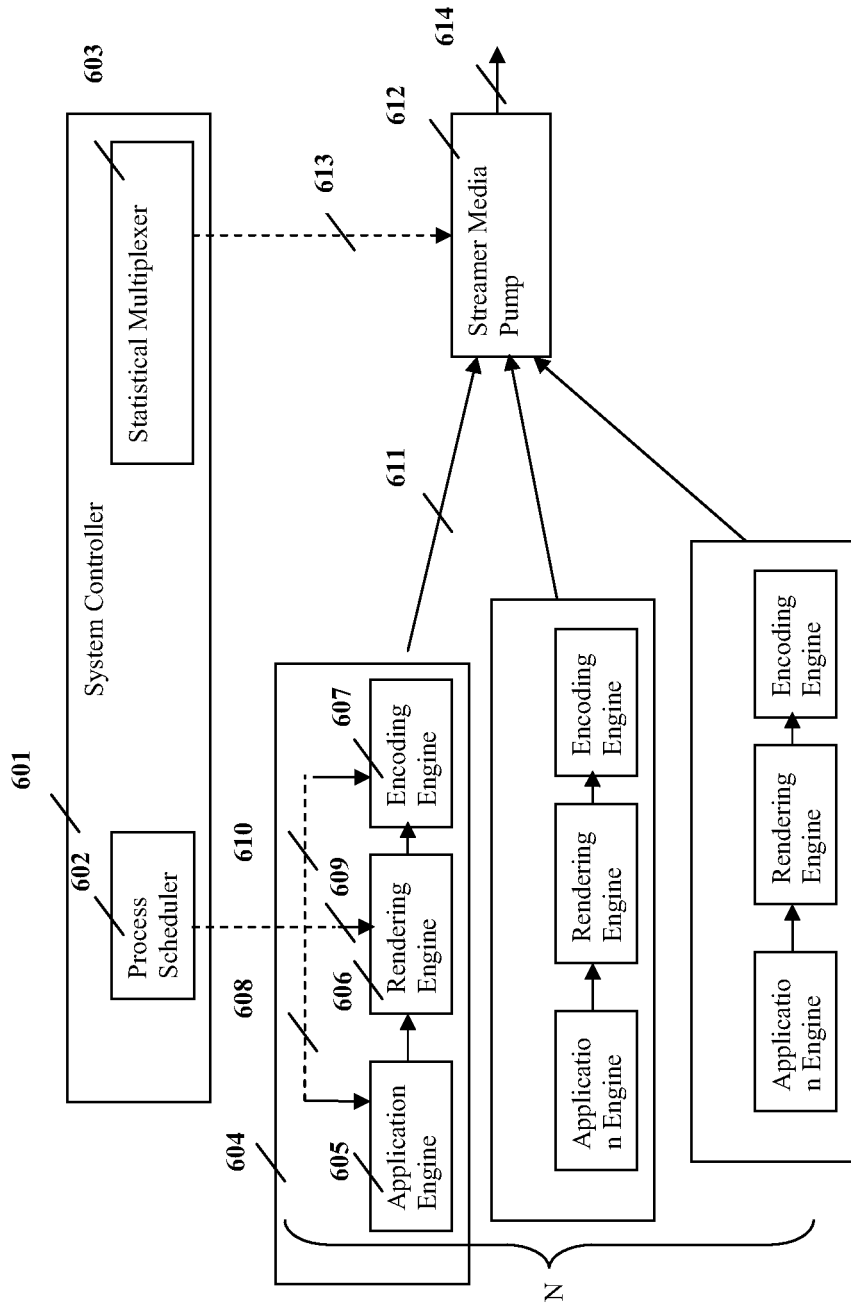 601
System Controller
603
602
Process
Scheduler
Statistical Multiplexer
604
608
610
613
612
614
605
606
609
607
Application
Engine
Rendering
Engine
Encoding
Engine
611
Streamer Media
Pump
N
Applicatio
n Engine
Rendering
Engine
Encoding
Engine
Applicatio
n Engine
Rendering
Engine
Encoding
Engine